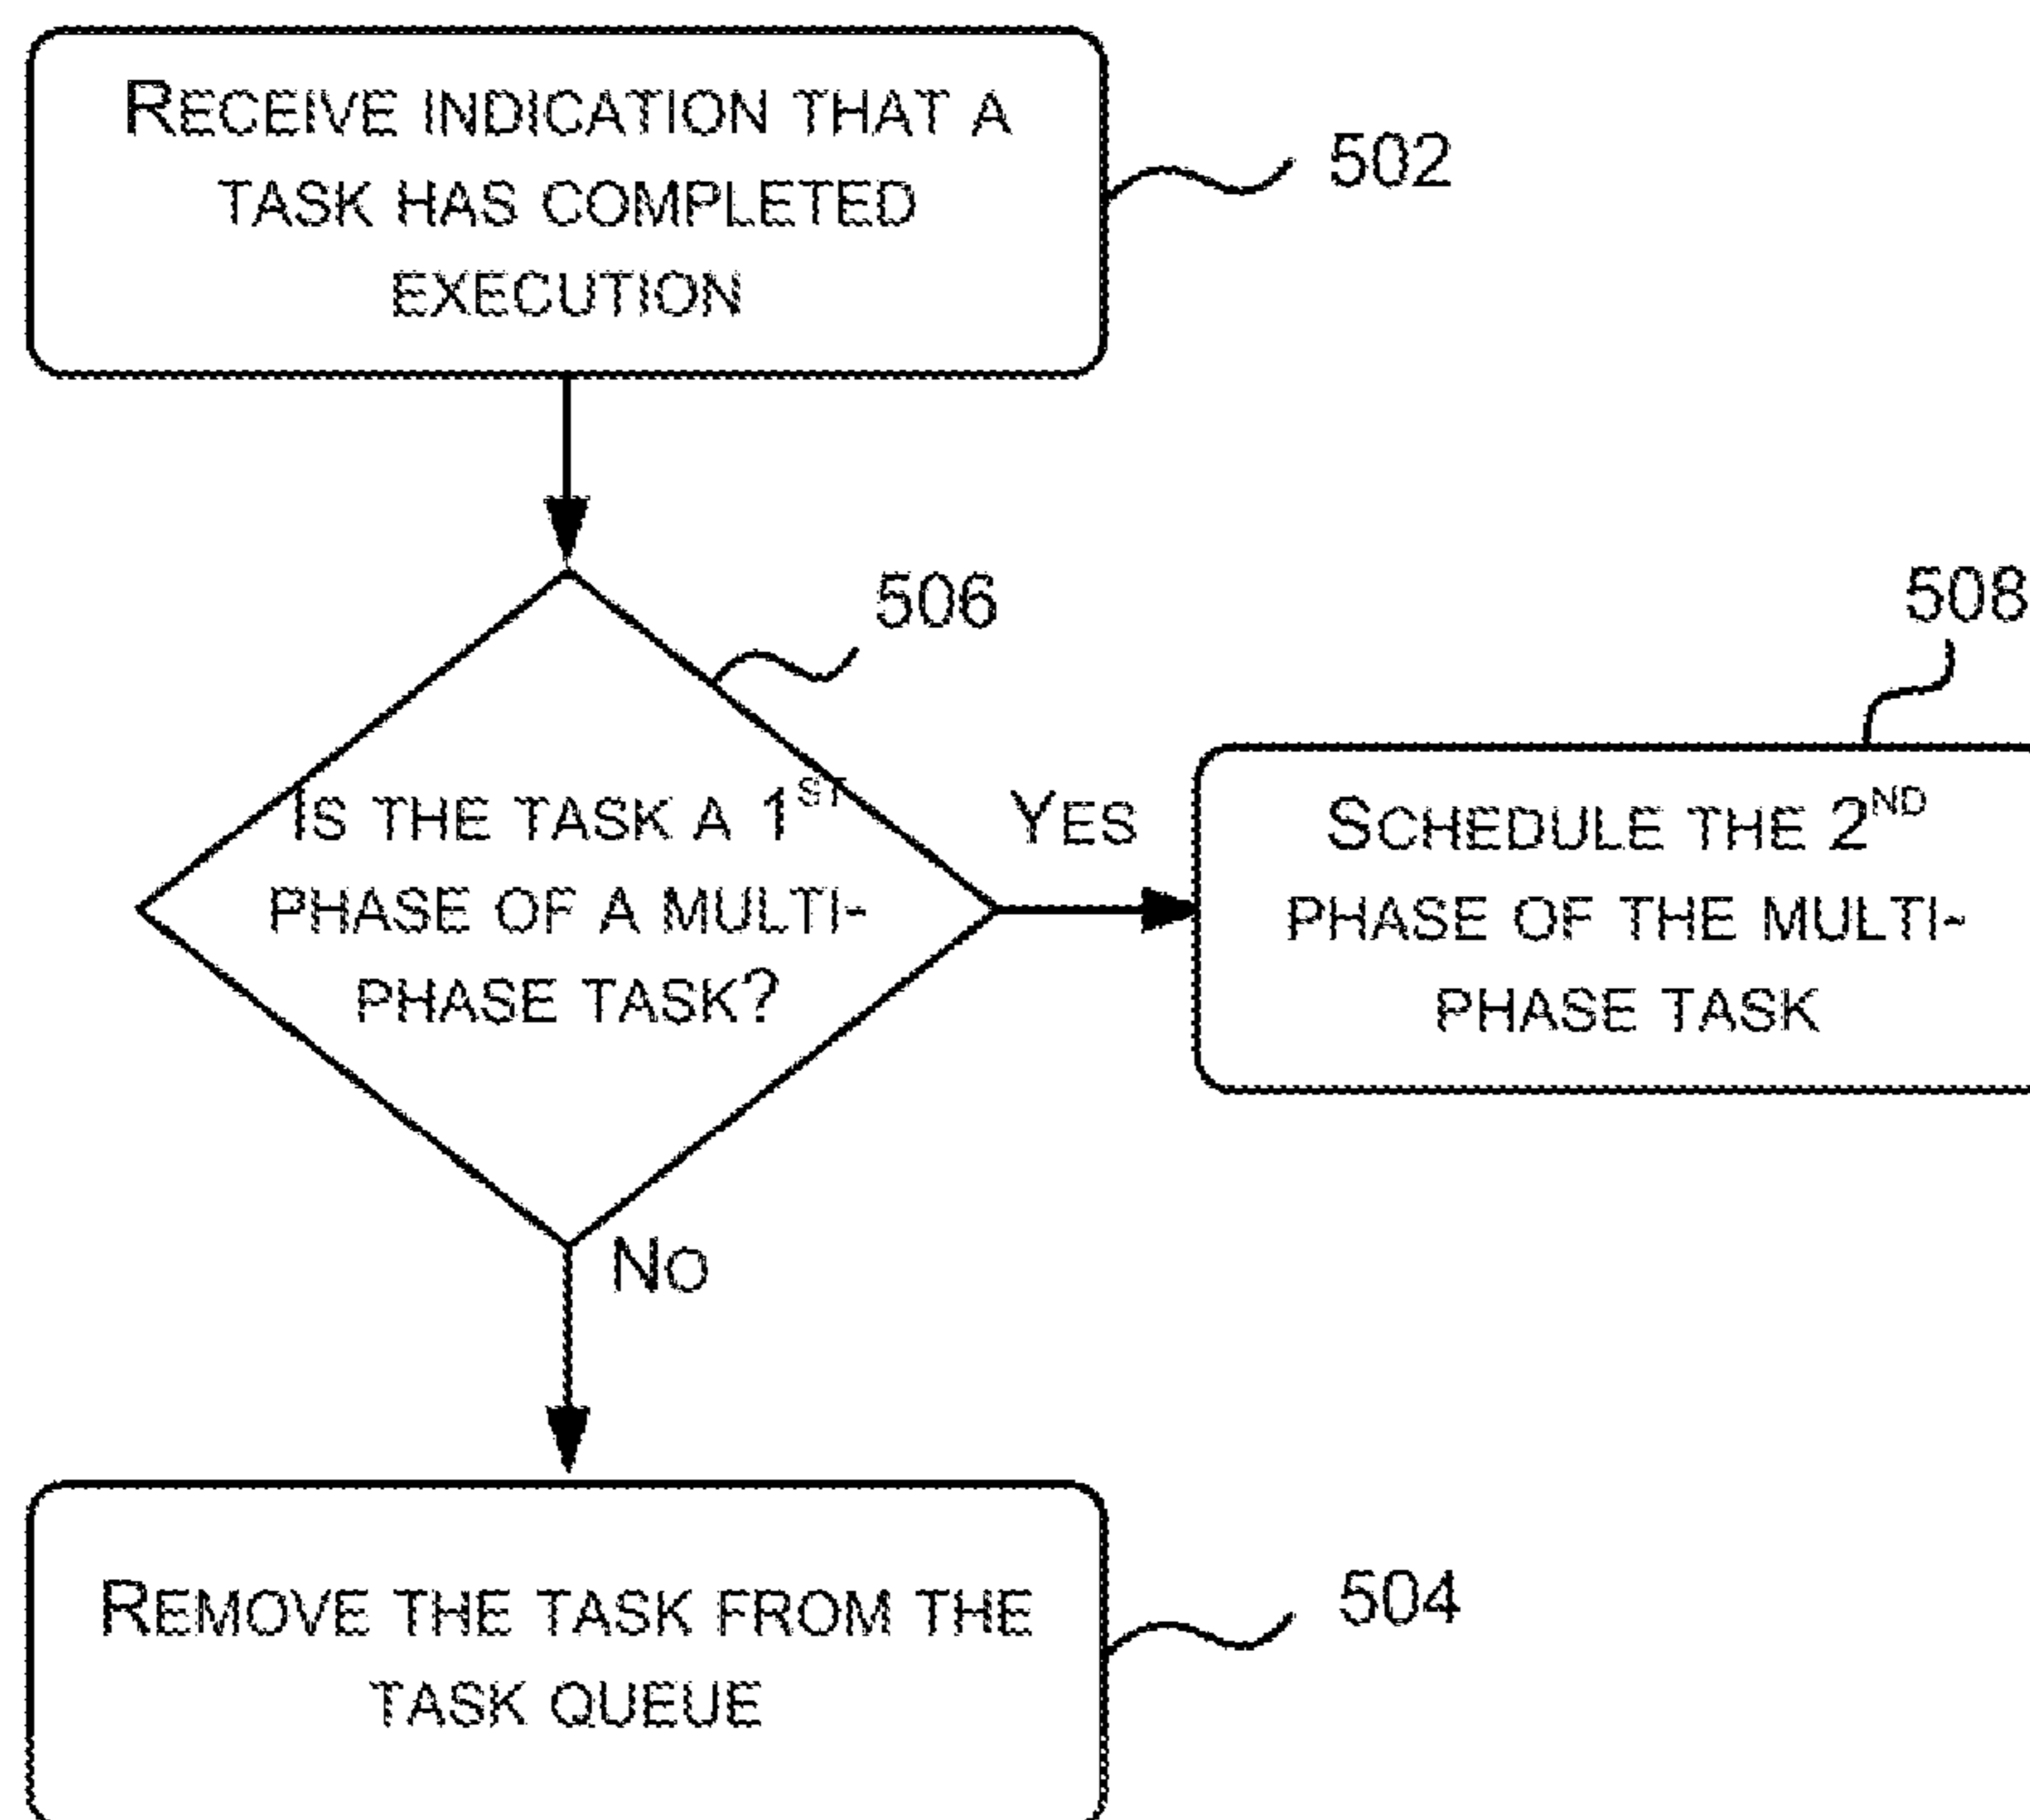 RECEIVE INDICATION THAT A
TASK HAS COMPLETED
EXECUTION
502
506
508
IS THE TASK A 1ST
PHASE OF A MULTI-
PHASE TASK?
YES
SCHEDULE THE 2ND
PHASE OF THE MULTI-
PHASE TASK
NO
REMOVE THE TASK FROM THE
TASK QUEUE
504